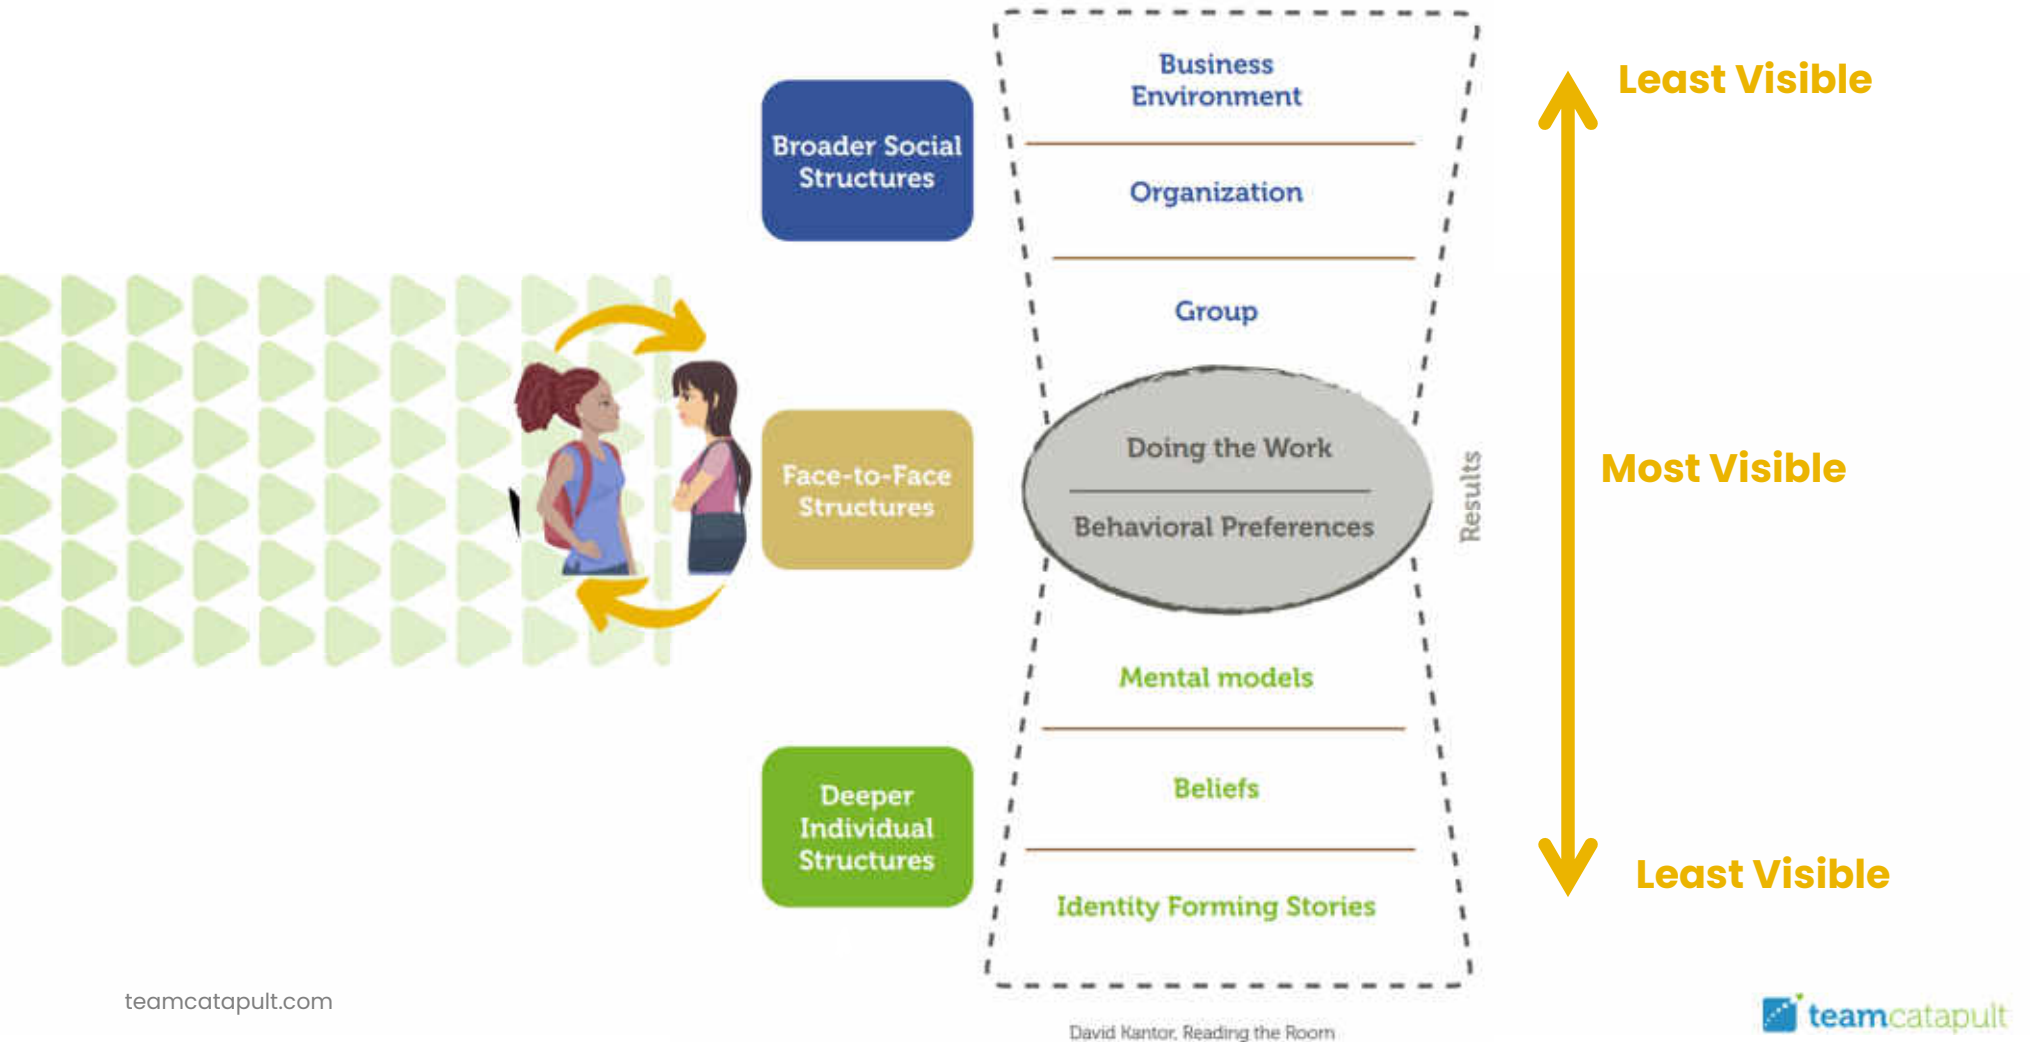 Business
Environment
Least Visible
Broader Social
Structures
Organization
Group
Face-to-Face
Structures
Doing the Work
Behavioral Preferences
Results
Most Visible
Mental models
Deeper
Individual
Structures
Beliefs
Identity Forming Stories
Least Visible
teamcatapult.com
David Kantor, Reading the Room
teamcatapult